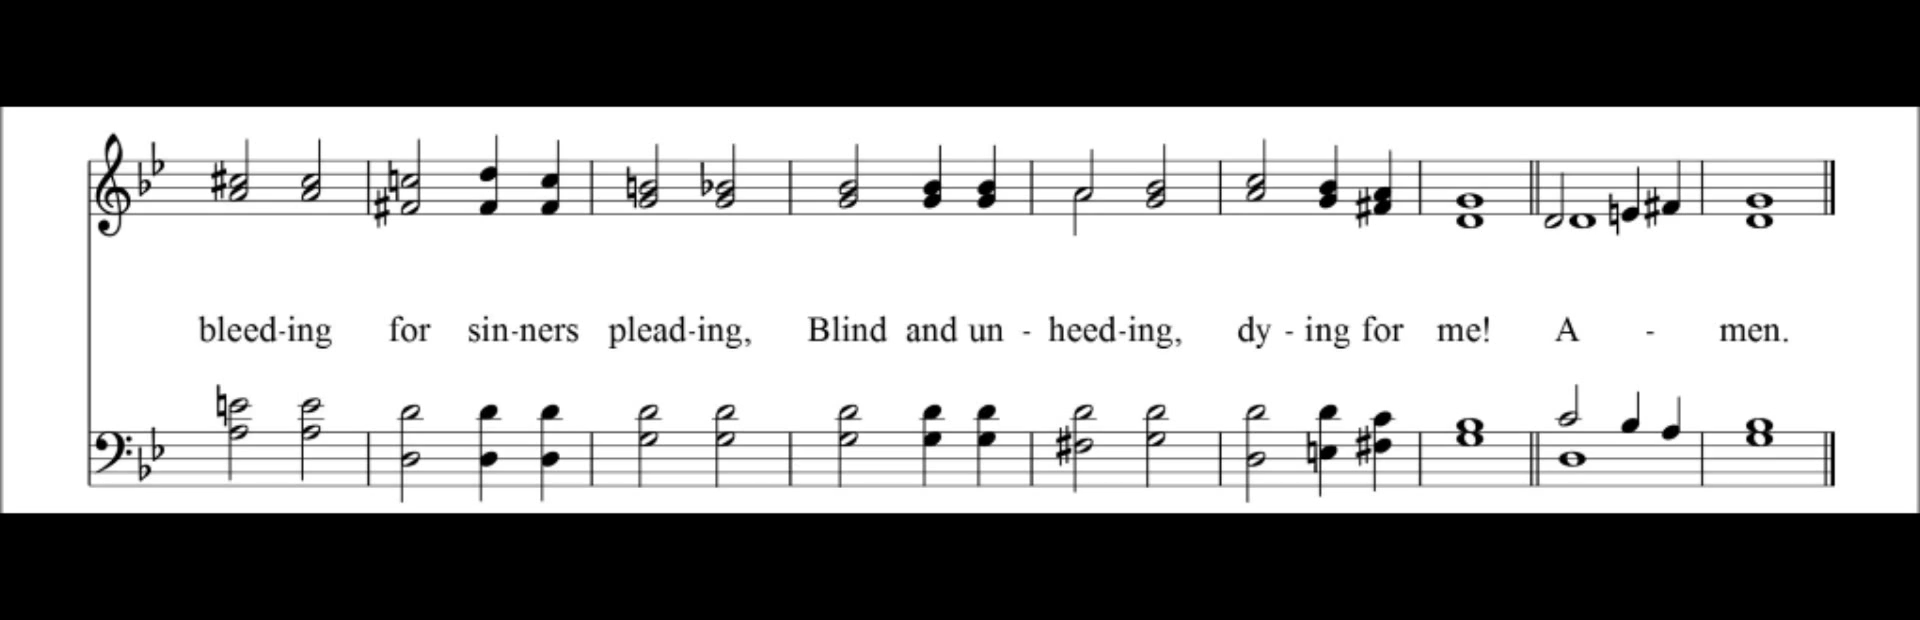 bleed-ing for sin-ners plead-ing, Blind and un - heed-ing, dy - ing for me! A - men.